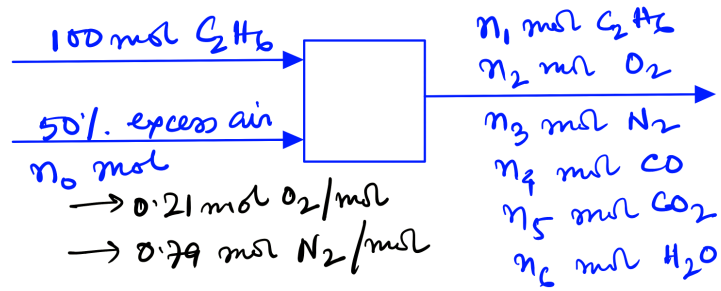 100 mol C₂H₆
50%. excess air
n₀ mol
→ 0.21 mol O₂/mol
→ 0.79 mol N₂/mol
n₁ mol C₂H₆
n₂ mol O₂
n₃ mol N₂
n₄ mol CO
n₅ mol CO₂
n₆ mol H₂O